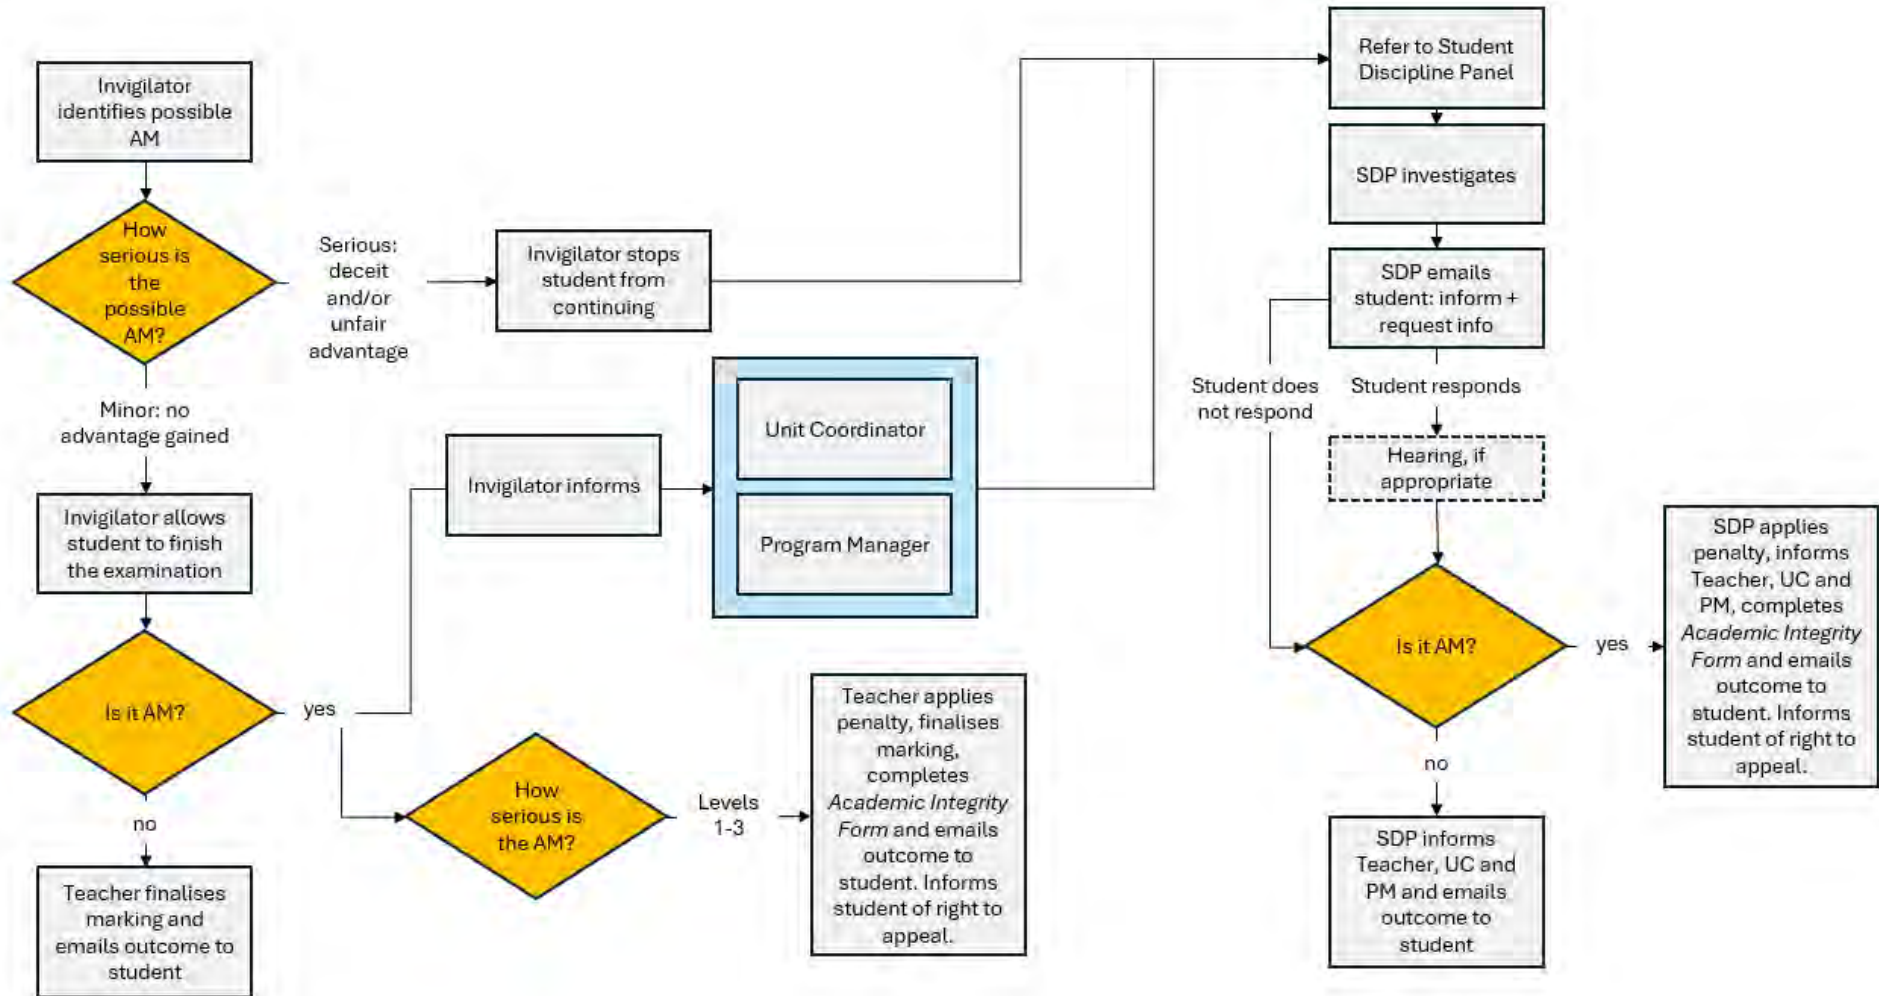 Invigilator
identifies possible
AM
How
serious is
the
possible
AM?
Serious:
deceit
and/or
unfair
advantage
Invigilator stops
student from
continuing
Minor: no
advantage gained
Invigilator allows
student to finish
the examination
Is it AM?
yes
no
Teacher finalises
marking and
emails outcome to
student
Invigilator informs
Unit Coordinator
Program Manager
How
serious is
the AM?
Levels
1-3
Teacher applies
penalty, finalises
marking,
completes
Academic Integrity
Form and emails
outcome to
student. Informs
student of right to
appeal.
Refer to Student
Discipline Panel
SDP investigates
SDP emails
student: inform +
request info
Student does
not respond
Student responds
Hearing, if
appropriate
Is it AM?
yes
SDP applies
penalty, informs
Teacher, UC and
PM, completes
Academic Integrity
Form and emails
outcome to
student. Informs
student of right to
appeal.
no
SDP informs
Teacher, UC and
PM and emails
outcome to
student